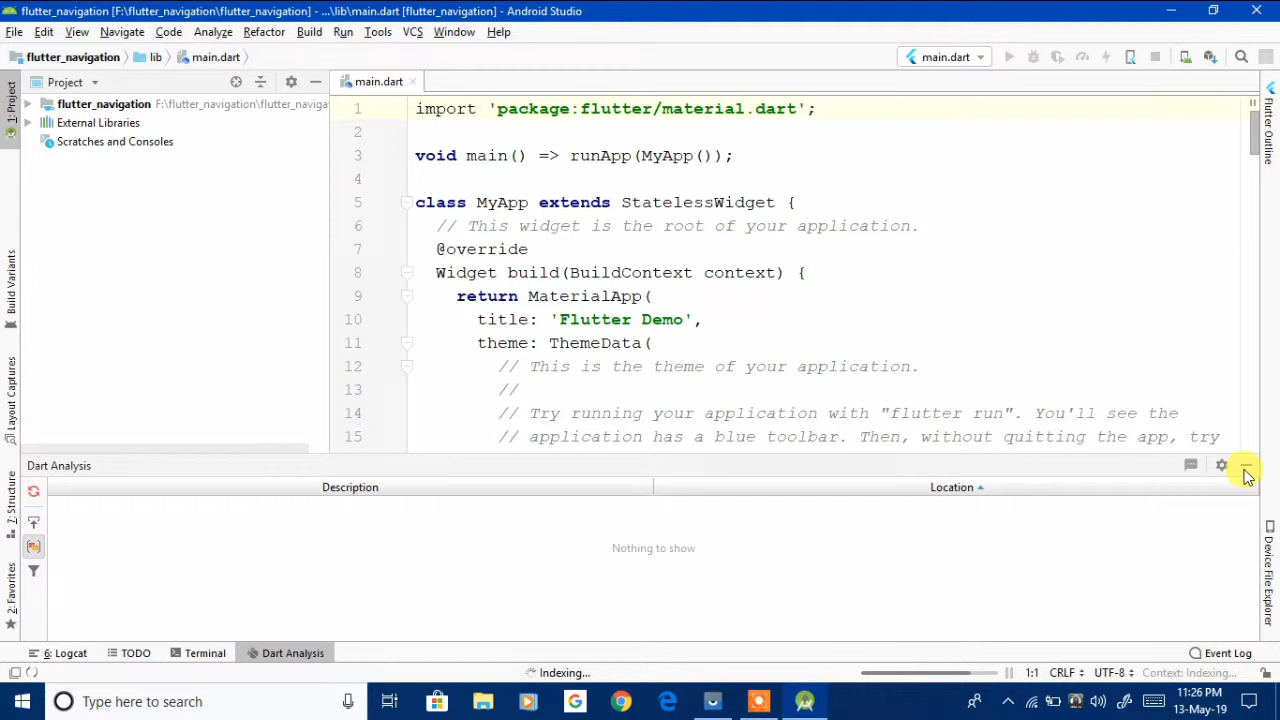 flutter_navigation [F:\flutter_navigation\flutter_navigation] - ...\lib\main.dart [flutter_navigation] - Android Studio
File Edit View Navigate Code Analyze Refactor Build Run Tools VCS Window Help
flutter_navigation lib main.dart main.dart
Project main.dart
1: Project
flutter_navigation F:\flutter_navigation\flutter_naviga
External Libraries
Scratches and Consoles
Build Variants
Layout Captures
7: Structure
2: Favorites
Flutter Outline
Device File Explorer
1 import 'package:flutter/material.dart';
2
3 void main() => runApp(MyApp());
4
5 class MyApp extends StatelessWidget {
6 // This widget is the root of your application.
7 @override
8 Widget build(BuildContext context) {
9 return MaterialApp(
10 title: 'Flutter Demo',
11 theme: ThemeData(
12 // This is the theme of your application.
13 //
14 // Try running your application with "flutter run". You'll see the
15 // application has a blue toolbar. Then, without quitting the app, try
Dart Analysis
Description Location
Nothing to show
6: Logcat TODO Terminal Dart Analysis Event Log
Indexing... 1:1 CRLF UTF-8 Context: Indexing...
Type here to search
11:26 PM
13-May-19